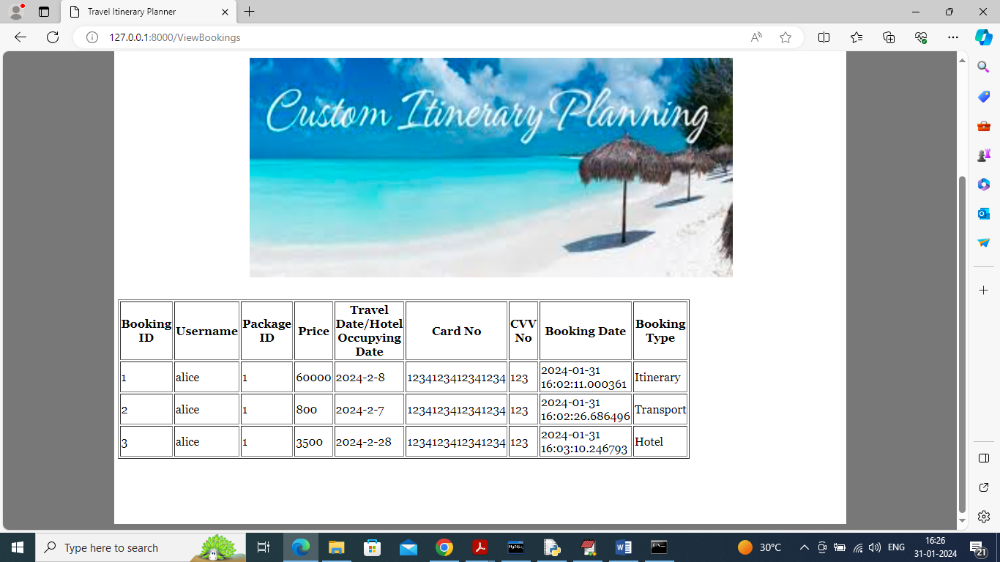 Travel Itinerary Planner
127.0.0.1:8000/ViewBookings
Custom Itinerary Planning
Booking ID Username Package ID Price Travel Date/Hotel Occupying Date Card No CVV No Booking Date Booking Type
1 alice 1 60000 2024-2-8 1234123412341234 123 2024-01-31 16:02:11.000361 Itinerary
2 alice 1 800 2024-2-7 1234123412341234 123 2024-01-31 16:02:26.686496 Transport
3 alice 1 3500 2024-2-28 1234123412341234 123 2024-01-31 16:03:10.246793 Hotel
Type here to search
30°C
ENG
16:26
31-01-2024
21